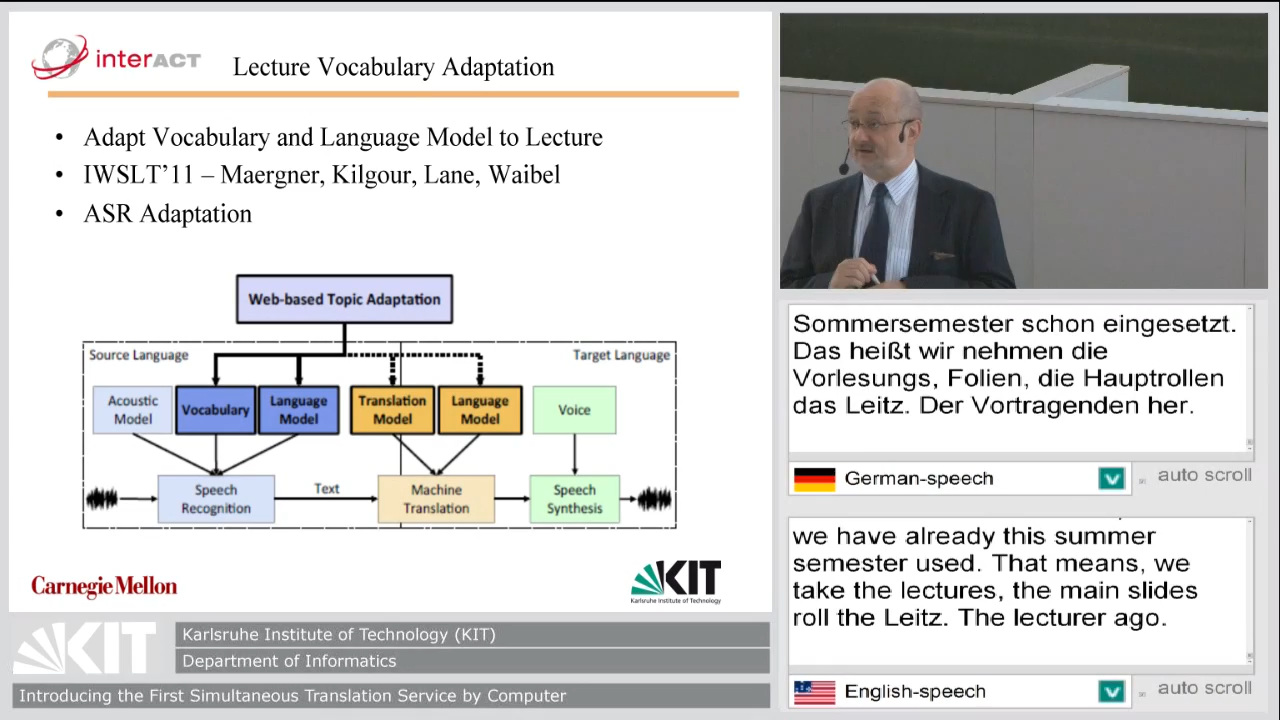 interACT
Lecture Vocabulary Adaptation
• Adapt Vocabulary and Language Model to Lecture
• IWSLT'11 – Maergner, Kilgour, Lane, Waibel
• ASR Adaptation
Web-based Topic Adaptation
Source Language
Target Language
Acoustic
Model
Vocabulary
Language
Model
Translation
Model
Language
Model
Voice
Speech
Recognition
Text
Machine
Translation
Speech
Synthesis
Carnegie Mellon
KIT
Karlsruhe Institute of Technology
Sommersemester schon eingesetzt.
Das heißt wir nehmen die
Vorlesungs, Folien, die Hauptrollen
das Leitz. Der Vortragenden her.
German-speech
auto scroll
we have already this summer
semester used. That means, we
take the lectures, the main slides
roll the Leitz. The lecturer ago.
English-speech
auto scroll
KIT
Karlsruhe Institute of Technology (KIT)
Department of Informatics
Introducing the First Simultaneous Translation Service by Computer